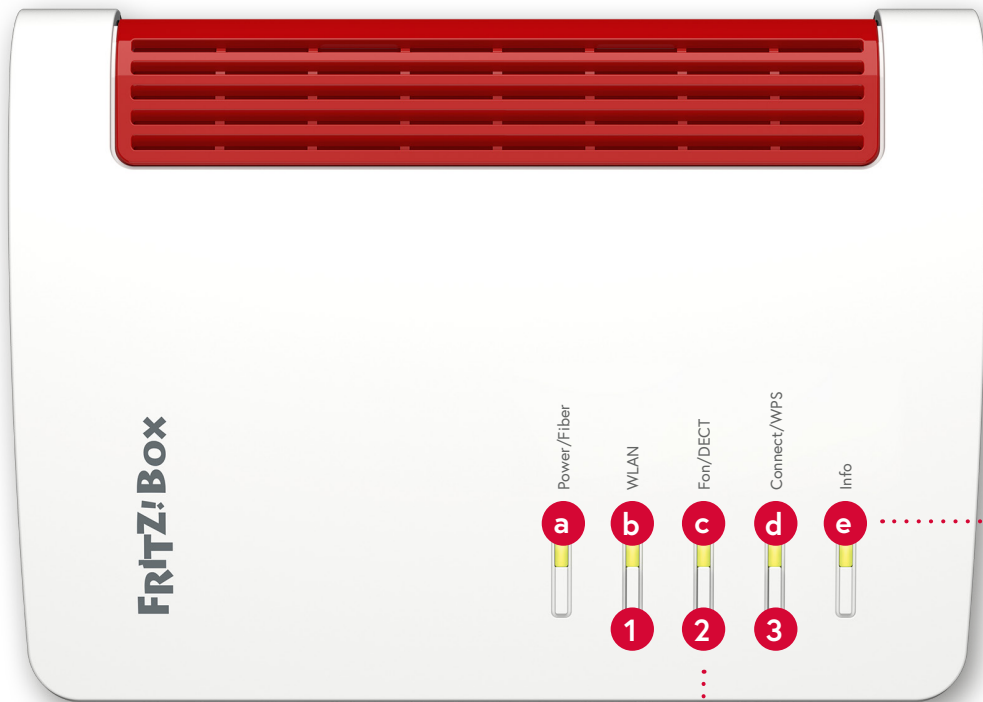 FRITZ!Box
Power/Fiber
WLAN
Fon/DECT
Connect/WPS
Info
a
b
c
d
e
1
2
3